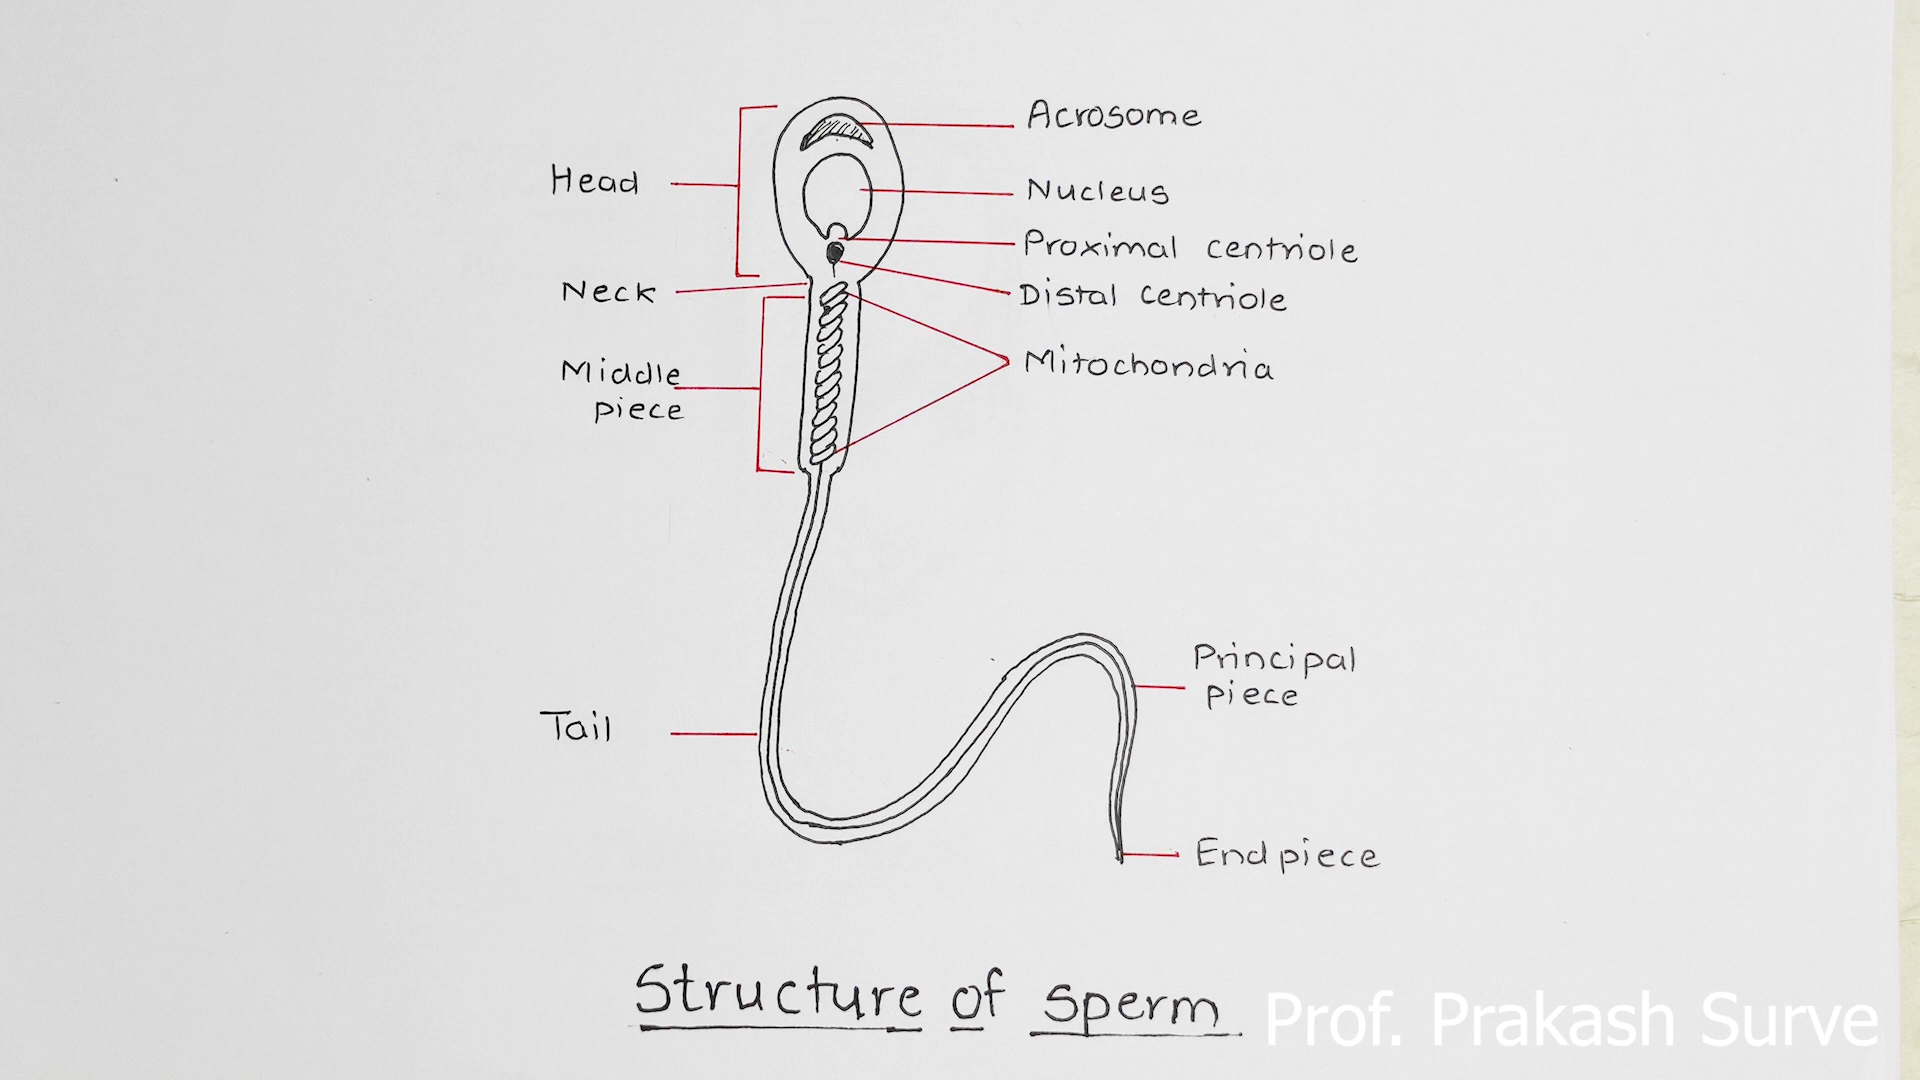 Acrosome
Head
Nucleus
Proximal centriole
Neck
Distal centriole
Mitochondria
Middle
piece
Principal
piece
Tail
End piece
Structure of sperm
Prof. Prakash Surve